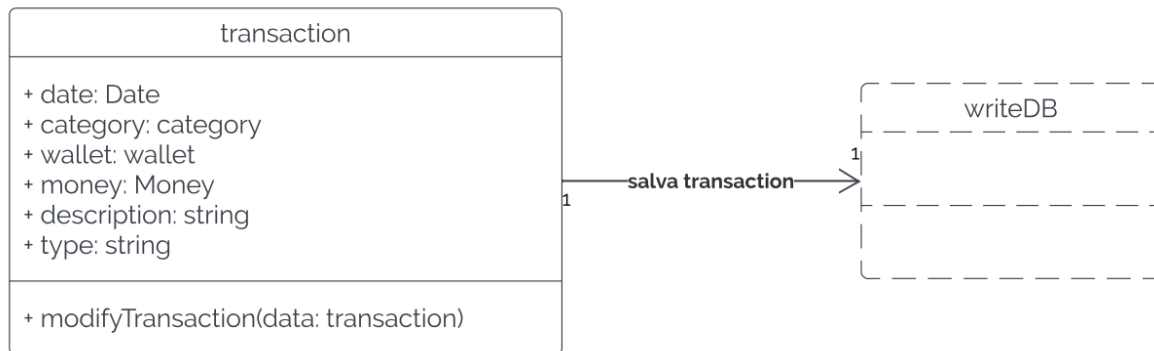 transaction
+ date: Date
+ category: category
+ wallet: wallet
+ money: Money
+ description: string
+ type: string
+ modifyTransaction(data: transaction)
1
salva transaction
1
writeDB